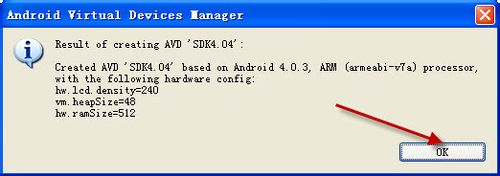 Android Virtual Devices Manager
Result of creating AVD 'SDK4.04':
Created AVD 'SDK4.04' based on Android 4.0.3, ARM (armeabi-v7a) processor,
with the following hardware config:
hw.lcd.density=240
vm.heapSize=48
hw.ramSize=512
OK